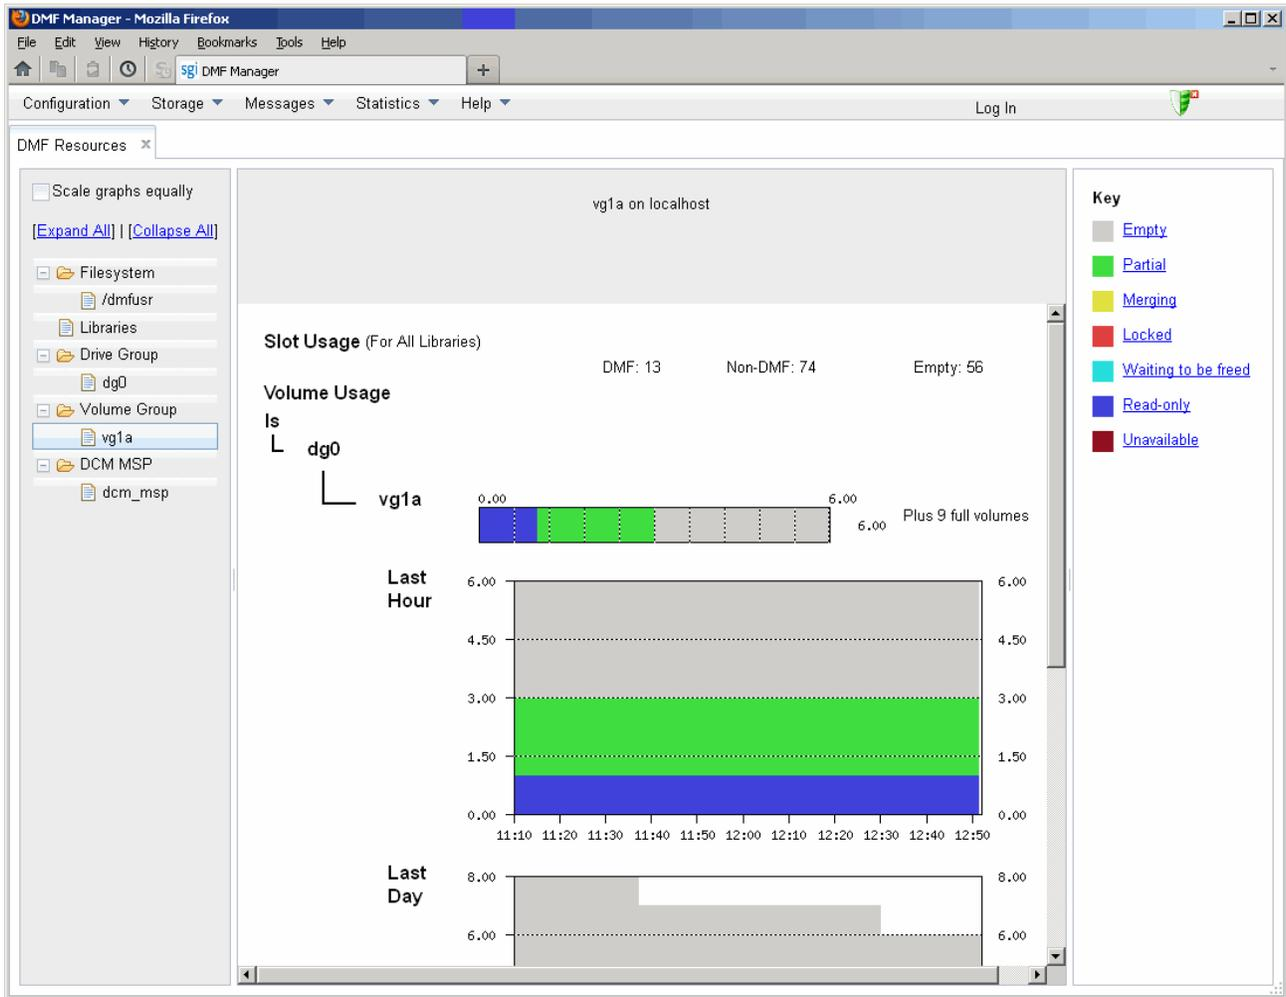 DMF Manager - Mozilla Firefox
File Edit View History Bookmarks Tools Help
sgi DMF Manager
Configuration Storage Messages Statistics Help Log In
DMF Resources
Scale graphs equally
[Expand All] | [Collapse All]
Filesystem
/dmfusr
Libraries
Drive Group
dg0
Volume Group
vg1a
DCM MSP
dcm_msp
vg1a on localhost
Slot Usage (For All Libraries)
DMF: 13 Non-DMF: 74 Empty: 56
Volume Usage
ls
dg0
vg1a
0.00 6.00
6.00
Plus 9 full volumes
Last
Hour
6.00 6.00
4.50 4.50
3.00 3.00
1.50 1.50
0.00 0.00
11:10 11:20 11:30 11:40 11:50 12:00 12:10 12:20 12:30 12:40 12:50
Last
Day
8.00 8.00
6.00 6.00
Key
Empty
Partial
Merging
Locked
Waiting to be freed
Read-only
Unavailable